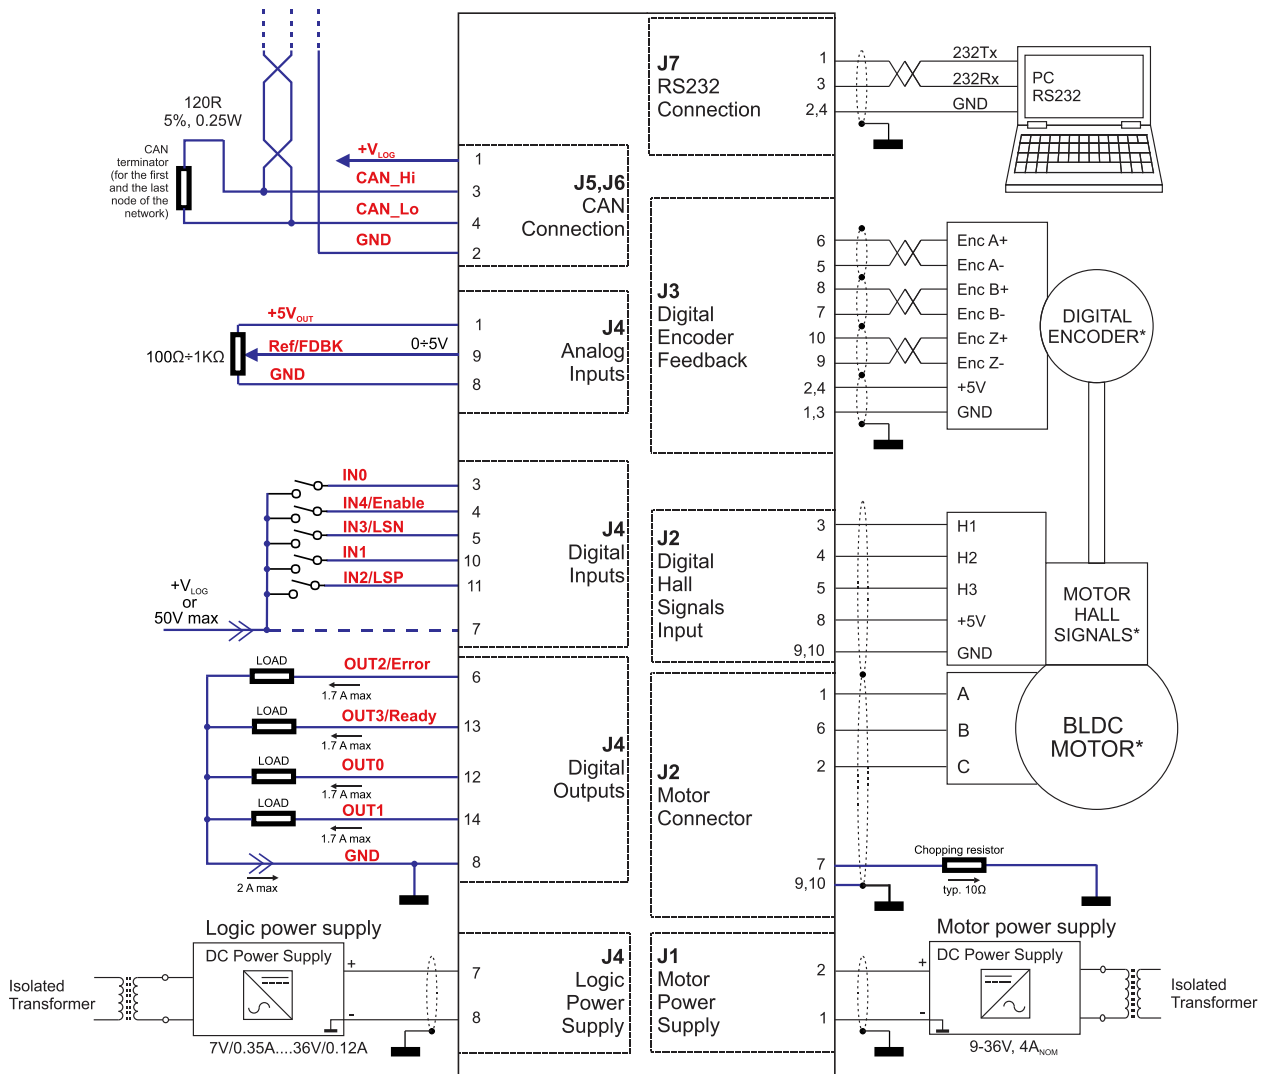 120R
5%, 0.25W
CAN
terminator
(for the first
and the last
node of the
network)
+VLOG
1
CAN_Hi
3
CAN_Lo
4
GND
2
J5,J6
CAN
Connection
+5VOUT
1
100Ω÷1KΩ
Ref/FDBK
0÷5V
9
GND
8
J4
Analog
Inputs
IN0
3
IN4/Enable
4
IN3/LSN
5
IN1
10
IN2/LSP
11
+VLOG
or
50V max
7
J4
Digital
Inputs
LOAD
OUT2/Error
6
1.7 A max
LOAD
OUT3/Ready
13
1.7 A max
LOAD
OUT0
12
1.7 A max
LOAD
OUT1
14
1.7 A max
GND
8
2 A max
J4
Digital
Outputs
Logic power supply
DC Power Supply
+
-
Isolated
Transformer
7V/0.35A....36V/0.12A
7
8
J4
Logic
Power
Supply
J7
RS232
Connection
1
3
2,4
232Tx
232Rx
GND
PC
RS232
J3
Digital
Encoder
Feedback
6
5
8
7
10
9
2,4
1,3
Enc A+
Enc A-
Enc B+
Enc B-
Enc Z+
Enc Z-
+5V
GND
DIGITAL
ENCODER*
J2
Digital
Hall
Signals
Input
3
4
5
8
9,10
H1
H2
H3
+5V
GND
MOTOR
HALL
SIGNALS*
J2
Motor
Connector
1
6
2
7
9,10
A
B
C
BLDC
MOTOR*
Chopping resistor
typ. 10Ω
J1
Motor
Power
Supply
2
1
Motor power supply
DC Power Supply
+
-
9-36V, 4ANOM
Isolated
Transformer